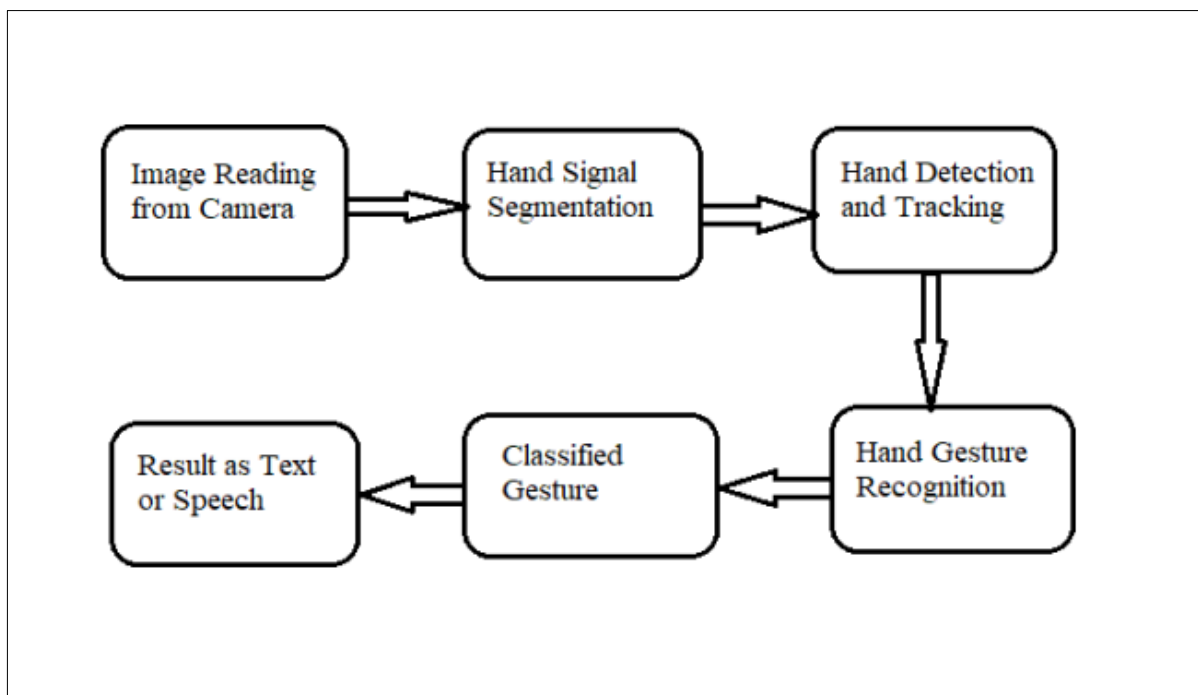 Image Reading
from Camera
Hand Signal
Segmentation
Hand Detection
and Tracking
Hand Gesture
Recognition
Classified
Gesture
Result as Text
or Speech